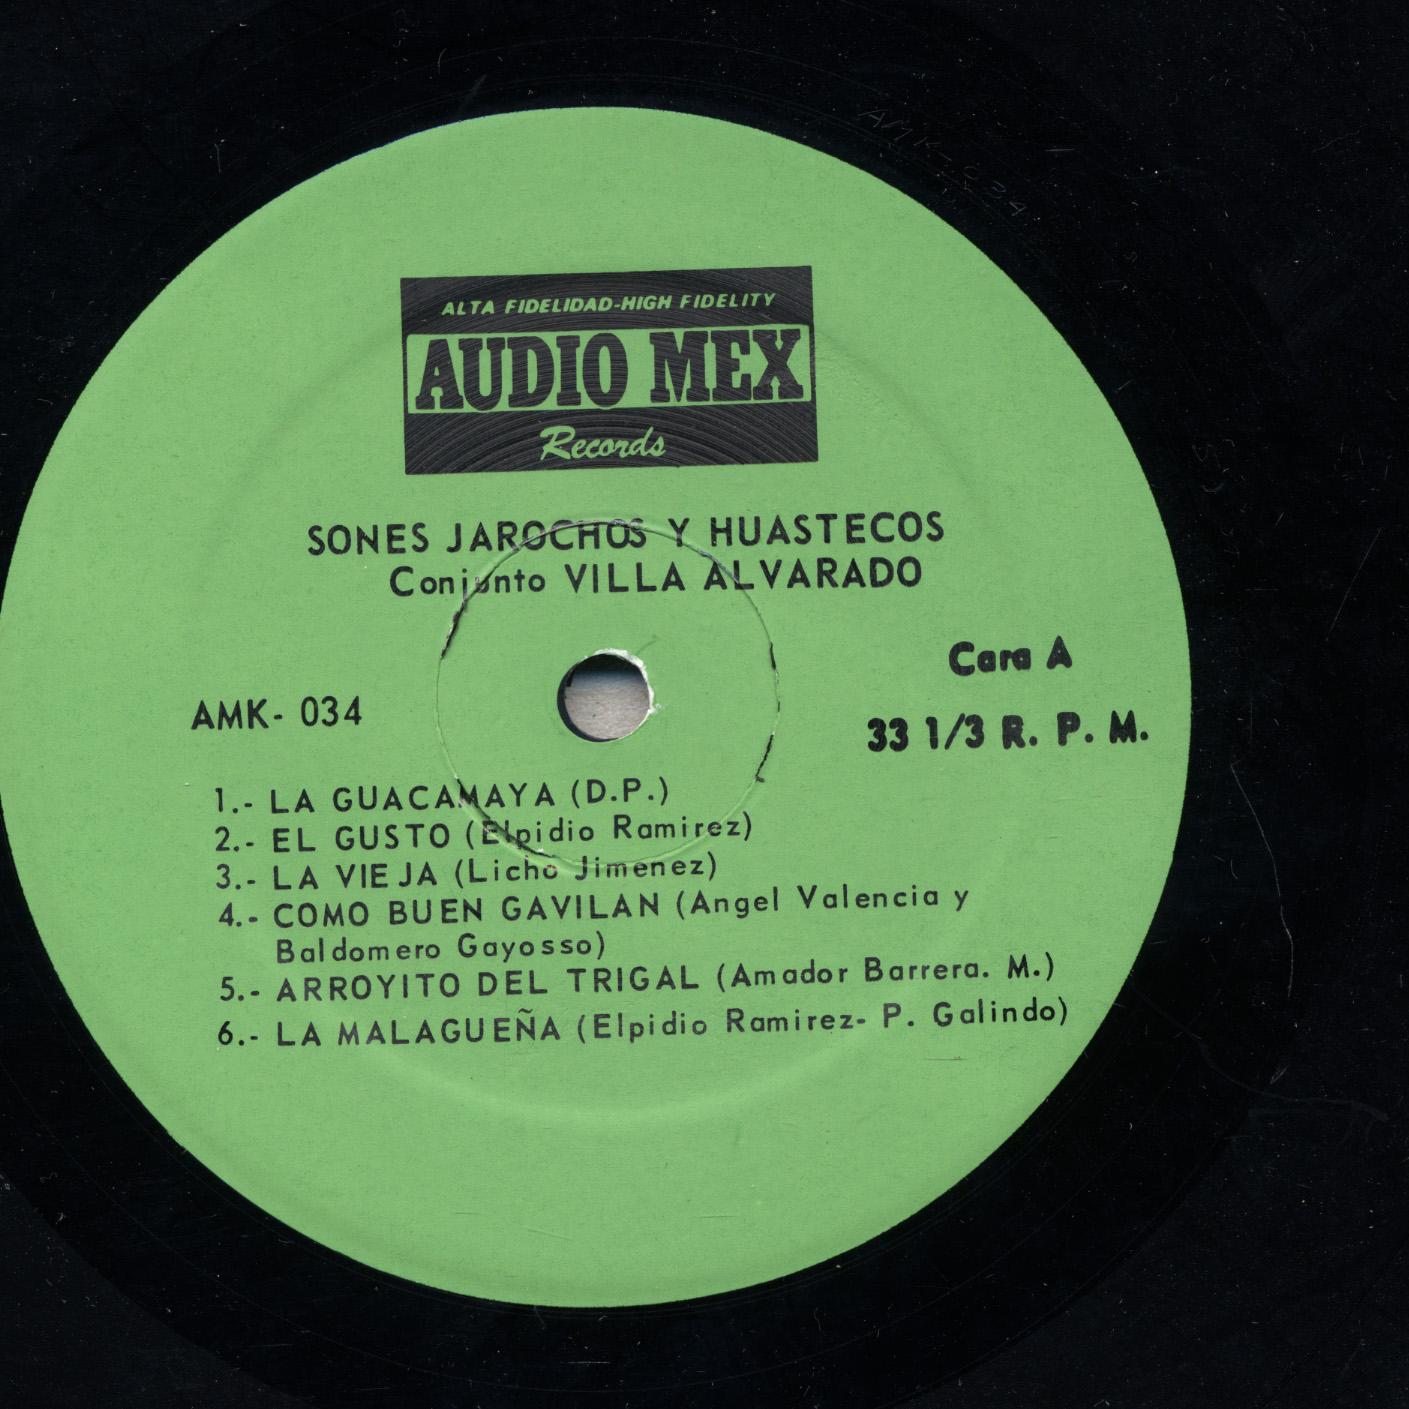 AMK-034
ALTA FIDELIDAD-HIGH FIDELITY
AUDIO MEX
Records
SONES JAROCHOS Y HUASTECOS
Conjunto VILLA ALVARADO
Cara A
AMK- 034
33 1/3 R. P. M.
1.- LA GUACAMAYA (D.P.)
2.- EL GUSTO (Elpidio Ramirez)
3.- LA VIEJA (Licho Jimenez)
4.- COMO BUEN GAVILAN (Angel Valencia y
Baldomero Gayosso)
5.- ARROYITO DEL TRIGAL (Amador Barrera. M.)
6.- LA MALAGUEÑA (Elpidio Ramirez- P. Galindo)